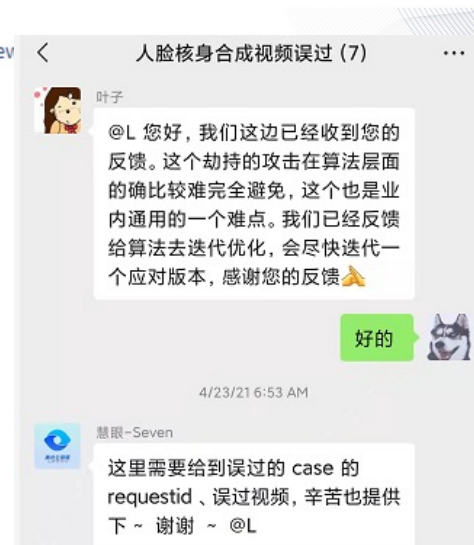 ew
人脸核身合成视频误过 (7)
叶子
@L 您好，我们这边已经收到您的
反馈。这个劫持的攻击在算法层面
的确比较难完全避免，这个也是业
内通用的一个难点。我们已经反馈
给算法去迭代优化，会尽快迭代一
个应对版本，感谢您的反馈🙏
好的
4/23/21 6:53 AM
慧眼-Seven
这里需要给到误过的 case 的
requestid 、误过视频，辛苦也提供
下 ~ 谢谢 ~ @L